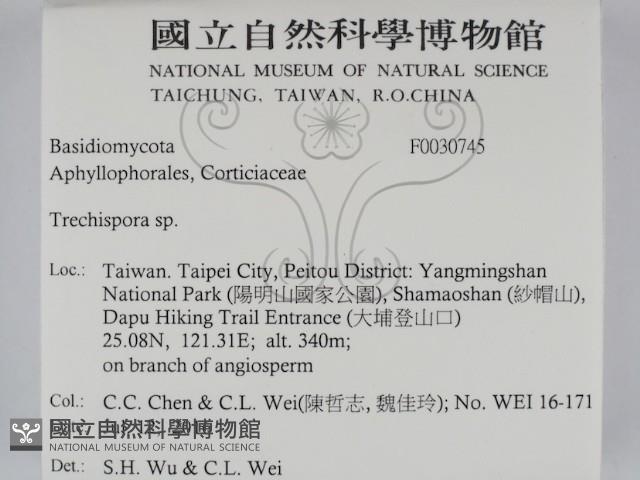 國立自然科學博物館
NATIONAL MUSEUM OF NATURAL SCIENCE
TAICHUNG, TAIWAN, R.O.CHINA
Basidiomycota F0030745
Aphyllophorales, Corticiaceae
Trechispora sp.
Loc.: Taiwan. Taipei City, Peitou District: Yangmingshan
National Park (陽明山國家公園), Shamaoshan (紗帽山),
Dapu Hiking Trail Entrance (大埔登山口)
25.08N, 121.31E; alt. 340m;
on branch of angiosperm
Col.: C.C. Chen & C.L. Wei(陳哲志, 魏佳玲); No. WEI 16-171
國立自然科學博物館
NATIONAL MUSEUM OF NATURAL SCIENCE
Det.: S.H. Wu & C.L. Wei